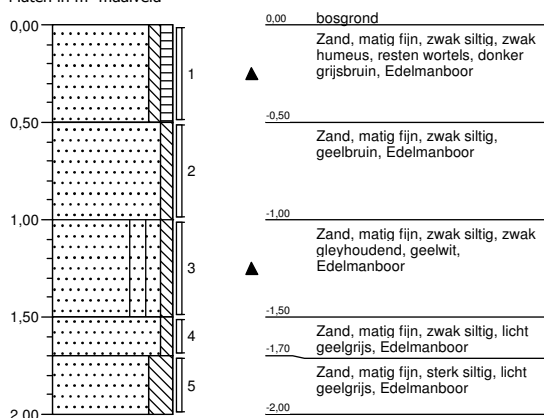 Maten in m- maaiveld
0,00
0,50
1,00
1,50
2,00
1
2
3
4
5
0,00 bosgrond
Zand, matig fijn, zwak siltig, zwak
humeus, resten wortels, donker
grijsbruin, Edelmanboor
-0,50
Zand, matig fijn, zwak siltig,
geelbruin, Edelmanboor
-1,00
Zand, matig fijn, zwak siltig, zwak
gleyhoudend, geelwit,
Edelmanboor
-1,50
Zand, matig fijn, zwak siltig, licht
geelgrijs, Edelmanboor
-1,70
Zand, matig fijn, sterk siltig, licht
geelgrijs, Edelmanboor
-2,00